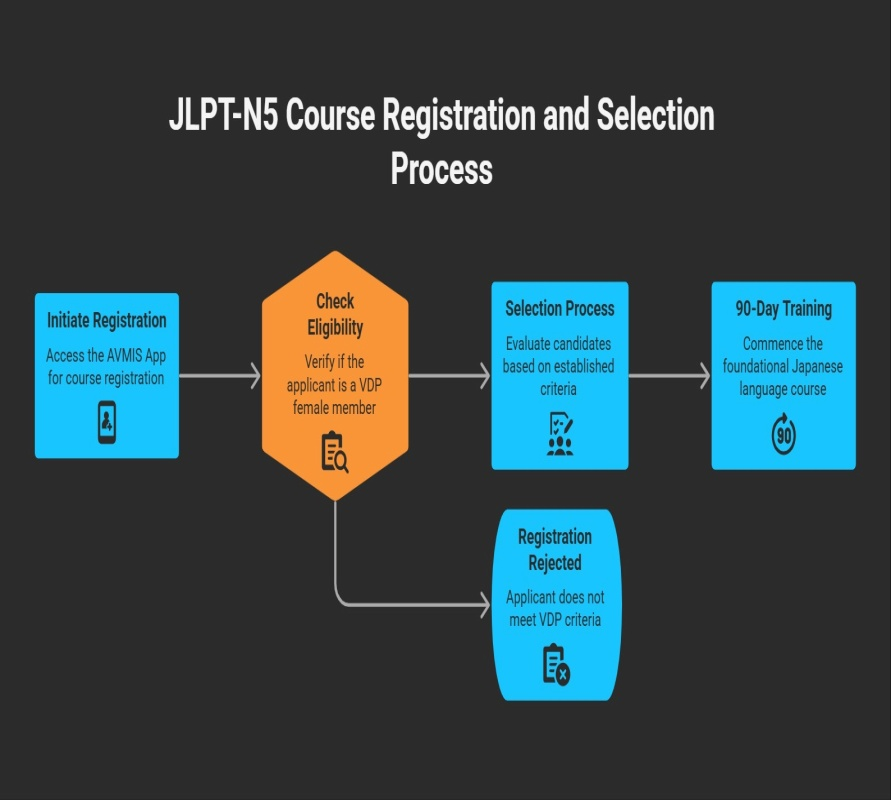 JLPT-N5 Course Registration and Selection
Process
Initiate Registration
Access the AVMIS App
for course registration
Check
Eligibility
Verify if the
applicant is a VDP
female member
Selection Process
Evaluate candidates
based on established
criteria
90-Day Training
Commence the
foundational Japanese
language course
90
Registration
Rejected
Applicant does not
meet VDP criteria